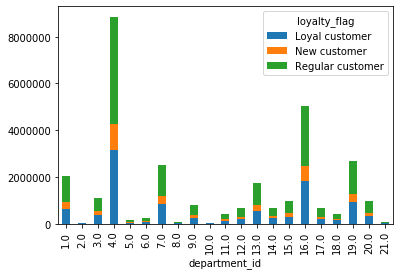 loyalty_flag
Loyal customer
New customer
Regular customer
8000000
6000000
4000000
2000000
0
1.0 2.0 3.0 4.0 5.0 6.0 7.0 8.0 9.0 10.0 11.0 12.0 13.0 14.0 15.0 16.0 17.0 18.0 19.0 20.0 21.0
department_id